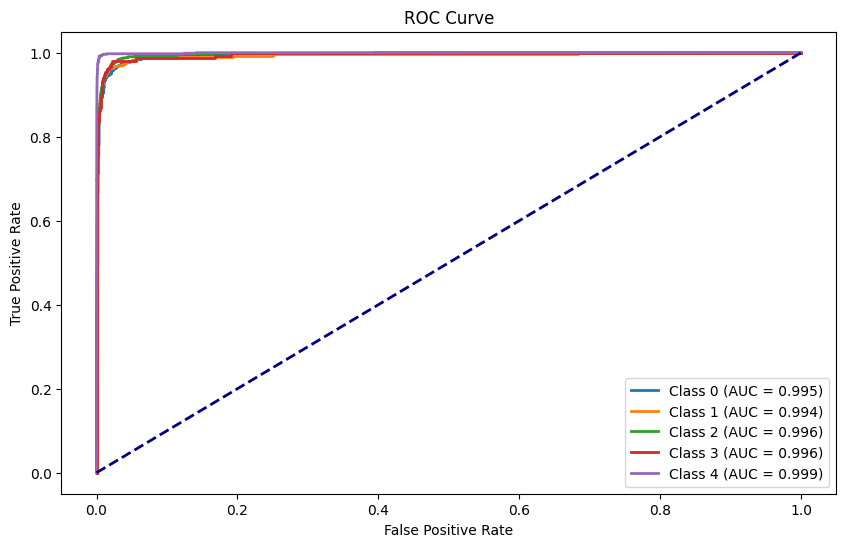 ROC Curve
True Positive Rate
1.0
0.8
0.6
0.4
0.2
0.0
Class 0 (AUC = 0.995)
Class 1 (AUC = 0.994)
Class 2 (AUC = 0.996)
Class 3 (AUC = 0.996)
Class 4 (AUC = 0.999)
0.0 0.2 0.4 0.6 0.8 1.0
False Positive Rate